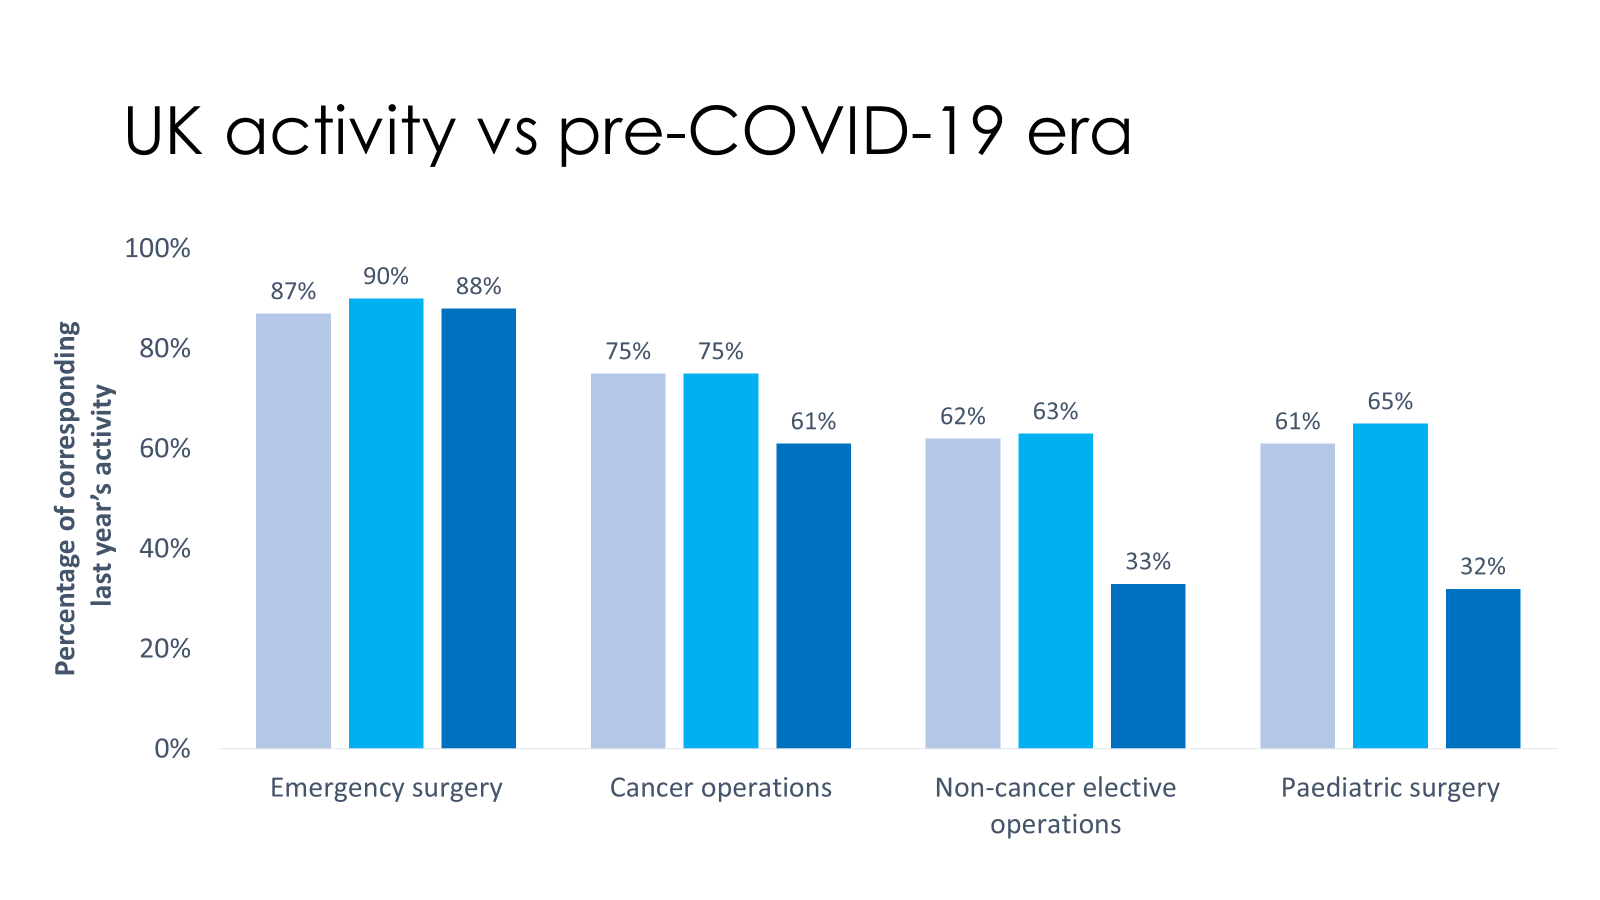 UK activity vs pre-COVID-19 era
Percentage of corresponding
last year’s activity
100%
80%
60%
40%
20%
0%
87%
90%
88%
75%
75%
61%
62%
63%
33%
61%
65%
32%
Emergency surgery
Cancer operations
Non-cancer elective
operations
Paediatric surgery